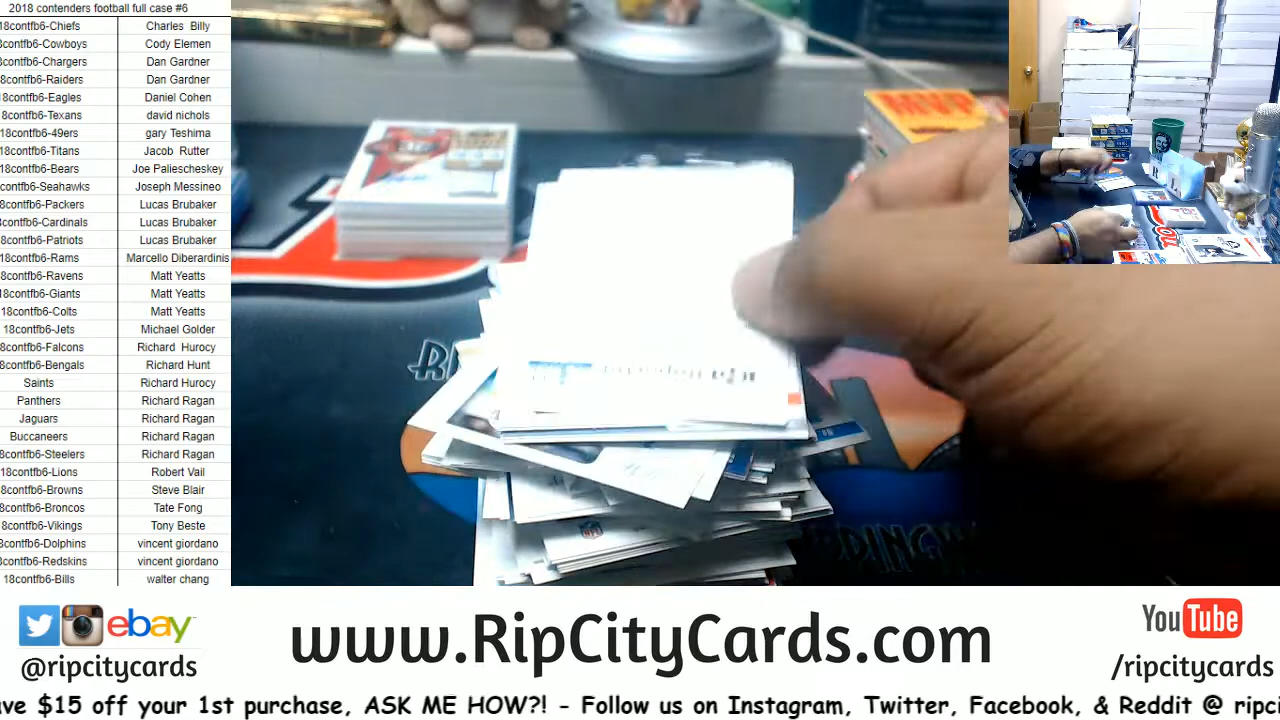 2018 contenders football full case #6
18contfb6-Chiefs Charles Billy
8contfb6-Cowboys Cody Elemen
8contfb6-Chargers Dan Gardner
8contfb6-Raiders Dan Gardner
18contfb6-Eagles Daniel Cohen
8contfb6-Texans david nichols
18contfb6-49ers gary Teshima
18contfb6-Titans Jacob Rutter
18contfb6-Bears Joe Paliescheskey
contfb6-Seahawks Joseph Messineo
8contfb6-Packers Lucas Brubaker
8contfb6-Cardinals Lucas Brubaker
8contfb6-Patriots Lucas Brubaker
18contfb6-Rams Marcello Diberardinis
8contfb6-Ravens Matt Yeatts
18contfb6-Giants Matt Yeatts
18contfb6-Colts Matt Yeatts
18contfb6-Jets Michael Golder
8contfb6-Falcons Richard Hurocy
8contfb6-Bengals Richard Hunt
Saints Richard Hurocy
Panthers Richard Ragan
Jaguars Richard Ragan
Buccaneers Richard Ragan
8contfb6-Steelers Richard Ragan
18contfb6-Lions Robert Vail
8contfb6-Browns Steve Blair
8contfb6-Broncos Tate Fong
8contfb6-Vikings Tony Beste
8contfb6-Dolphins vincent giordano
8contfb6-Redskins vincent giordano
18contfb6-Bills walter chang
MVP
NFL
ebay
@ripcitycards
www.RipCityCards.com
YouTube
/ripcitycards
ave $15 off your 1st purchase, ASK ME HOW?! - Follow us on Instagram, Twitter, Facebook, & Reddit @ ripci